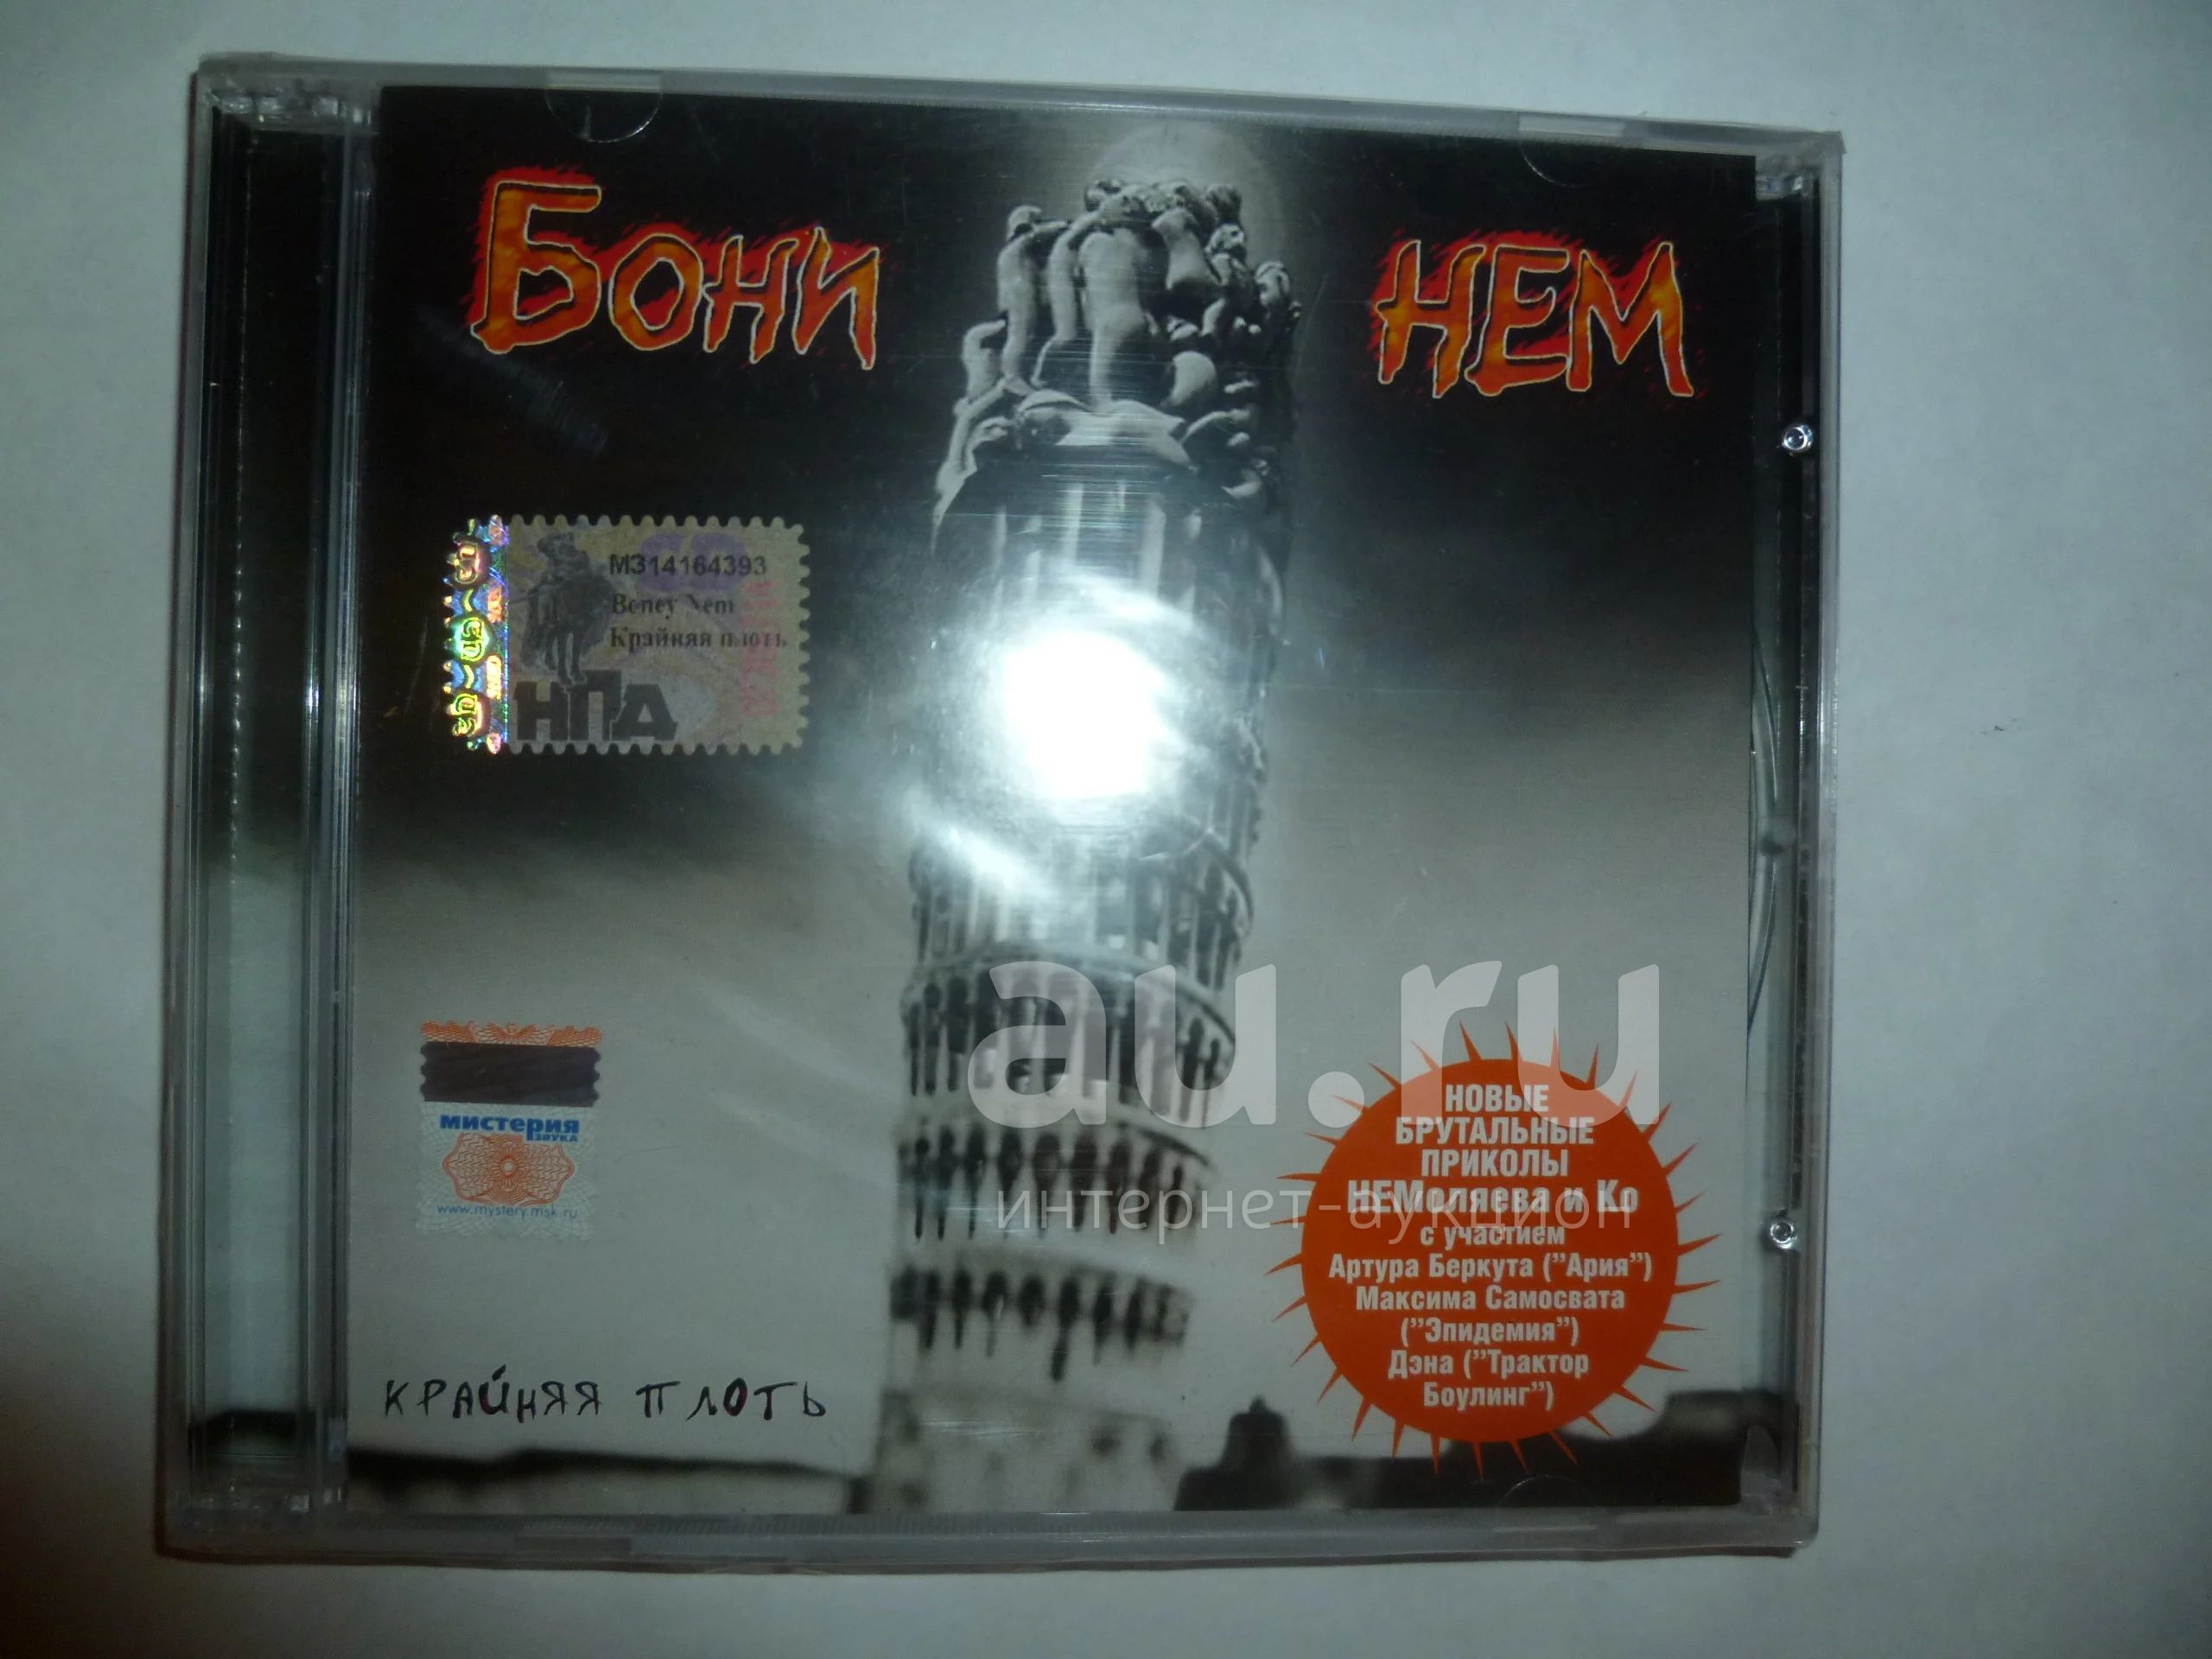 Бони НЕМ
М314164393
Boney Nem
Крайняя плоть
НПД
мистерия
звука
www.mystery.msk.ru
au.ru
интернет-аукцион
НОВЫЕ
БРУТАЛЬНЫЕ
ПРИКОЛЫ
НЕМоляева и Ко
с участием
Артура Беркута ("Ария")
Максима Самосвата
("Эпидемия")
Дэна ("Трактор
Боулинг")
КРАЙНЯЯ ПЛОТЬ